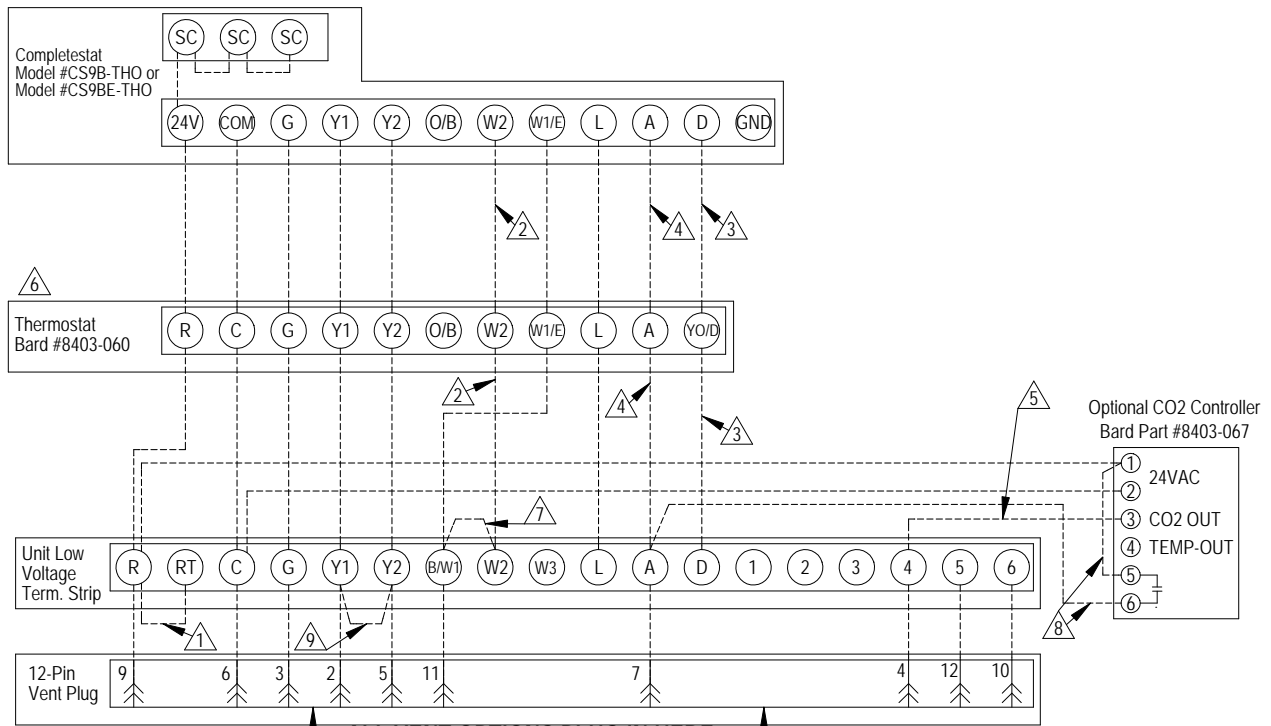 SC SC SC
Completestat
Model #CS9B-THO or
Model #CS9BE-THO
24V COM G Y1 Y2 O/B W2 W1/E L A D GND
2 4 3
6
Thermostat
Bard #8403-060
R C G Y1 Y2 O/B W2 W1/E L A YO/D
2 4 3 5
Optional CO2 Controller
Bard Part #8403-067
1 24VAC
2
3 CO2 OUT
4 TEMP-OUT
5
6
7
8
Unit Low
Voltage
Term. Strip
R RT C G Y1 Y2 B/W1 W2 W3 L A D 1 2 3 4 5 6
1 9
12-Pin
Vent Plug
9 6 3 2 5 11 7 4 12 10